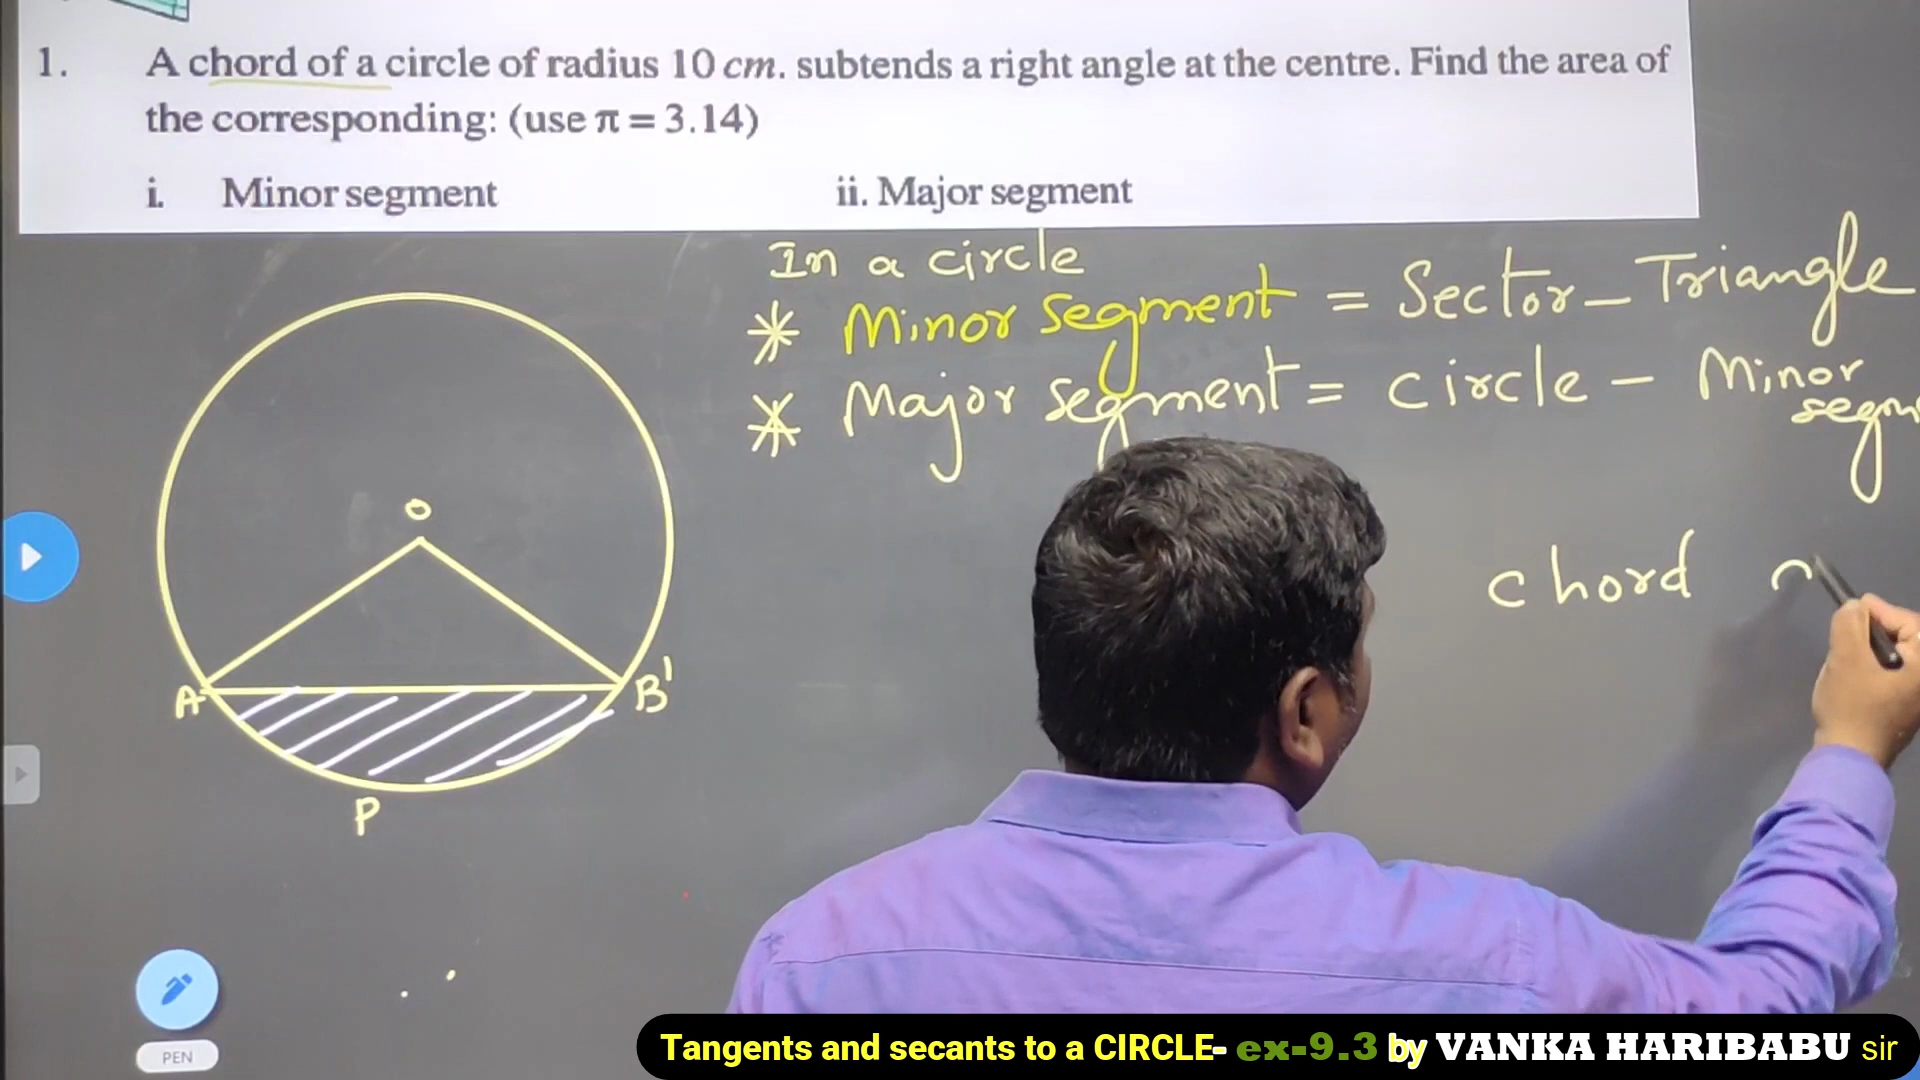 1. A chord of a circle of radius 10 cm. subtends a right angle at the centre. Find the area of
the corresponding: (use π = 3.14)
i. Minor segment ii. Major segment
In a circle
* Minor segment = Sector - Triangle
* Major segment = circle - Minor
segm
chord
O
A B'
P
PEN
Tangents and secants to a CIRCLE- ex-9.3 by VANKA HARIBABU sir